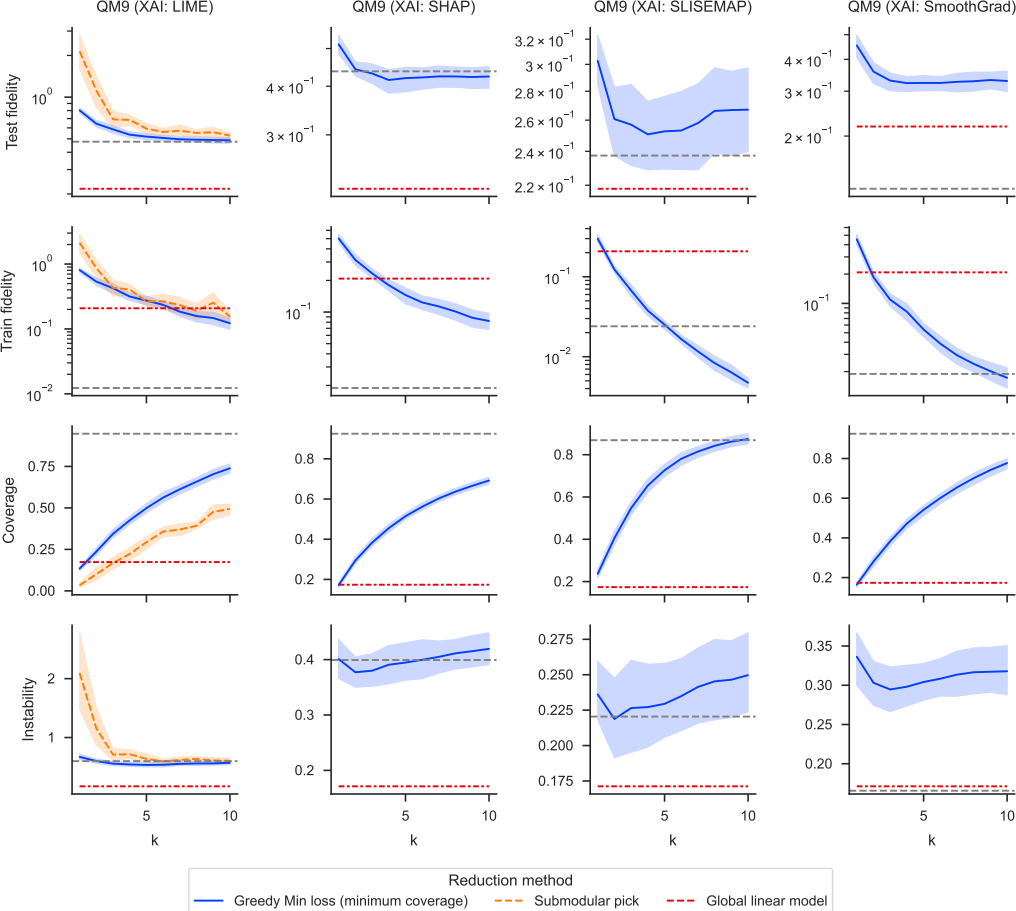 QM9 (XAI: LIME) QM9 (XAI: SHAP) QM9 (XAI: SLISEMAP) QM9 (XAI: SmoothGrad)
Test fidelity
10⁰
4 × 10⁻¹
3 × 10⁻¹
3.2 × 10⁻¹
3 × 10⁻¹
2.8 × 10⁻¹
2.6 × 10⁻¹
2.4 × 10⁻¹
2.2 × 10⁻¹
4 × 10⁻¹
3 × 10⁻¹
2 × 10⁻¹
Train fidelity
10⁰
10⁻¹
10⁻²
10⁻¹
10⁻¹
10⁻²
10⁻¹
Coverage
0.75
0.50
0.25
0.00
0.8
0.6
0.4
0.2
0.8
0.6
0.4
0.2
0.8
0.6
0.4
0.2
Instability
2
1
0.4
0.3
0.2
0.275
0.250
0.225
0.200
0.175
0.35
0.30
0.25
0.20
5 10 5 10 5 10 5 10
k k k k
Reduction method
Greedy Min loss (minimum coverage) Submodular pick Global linear model